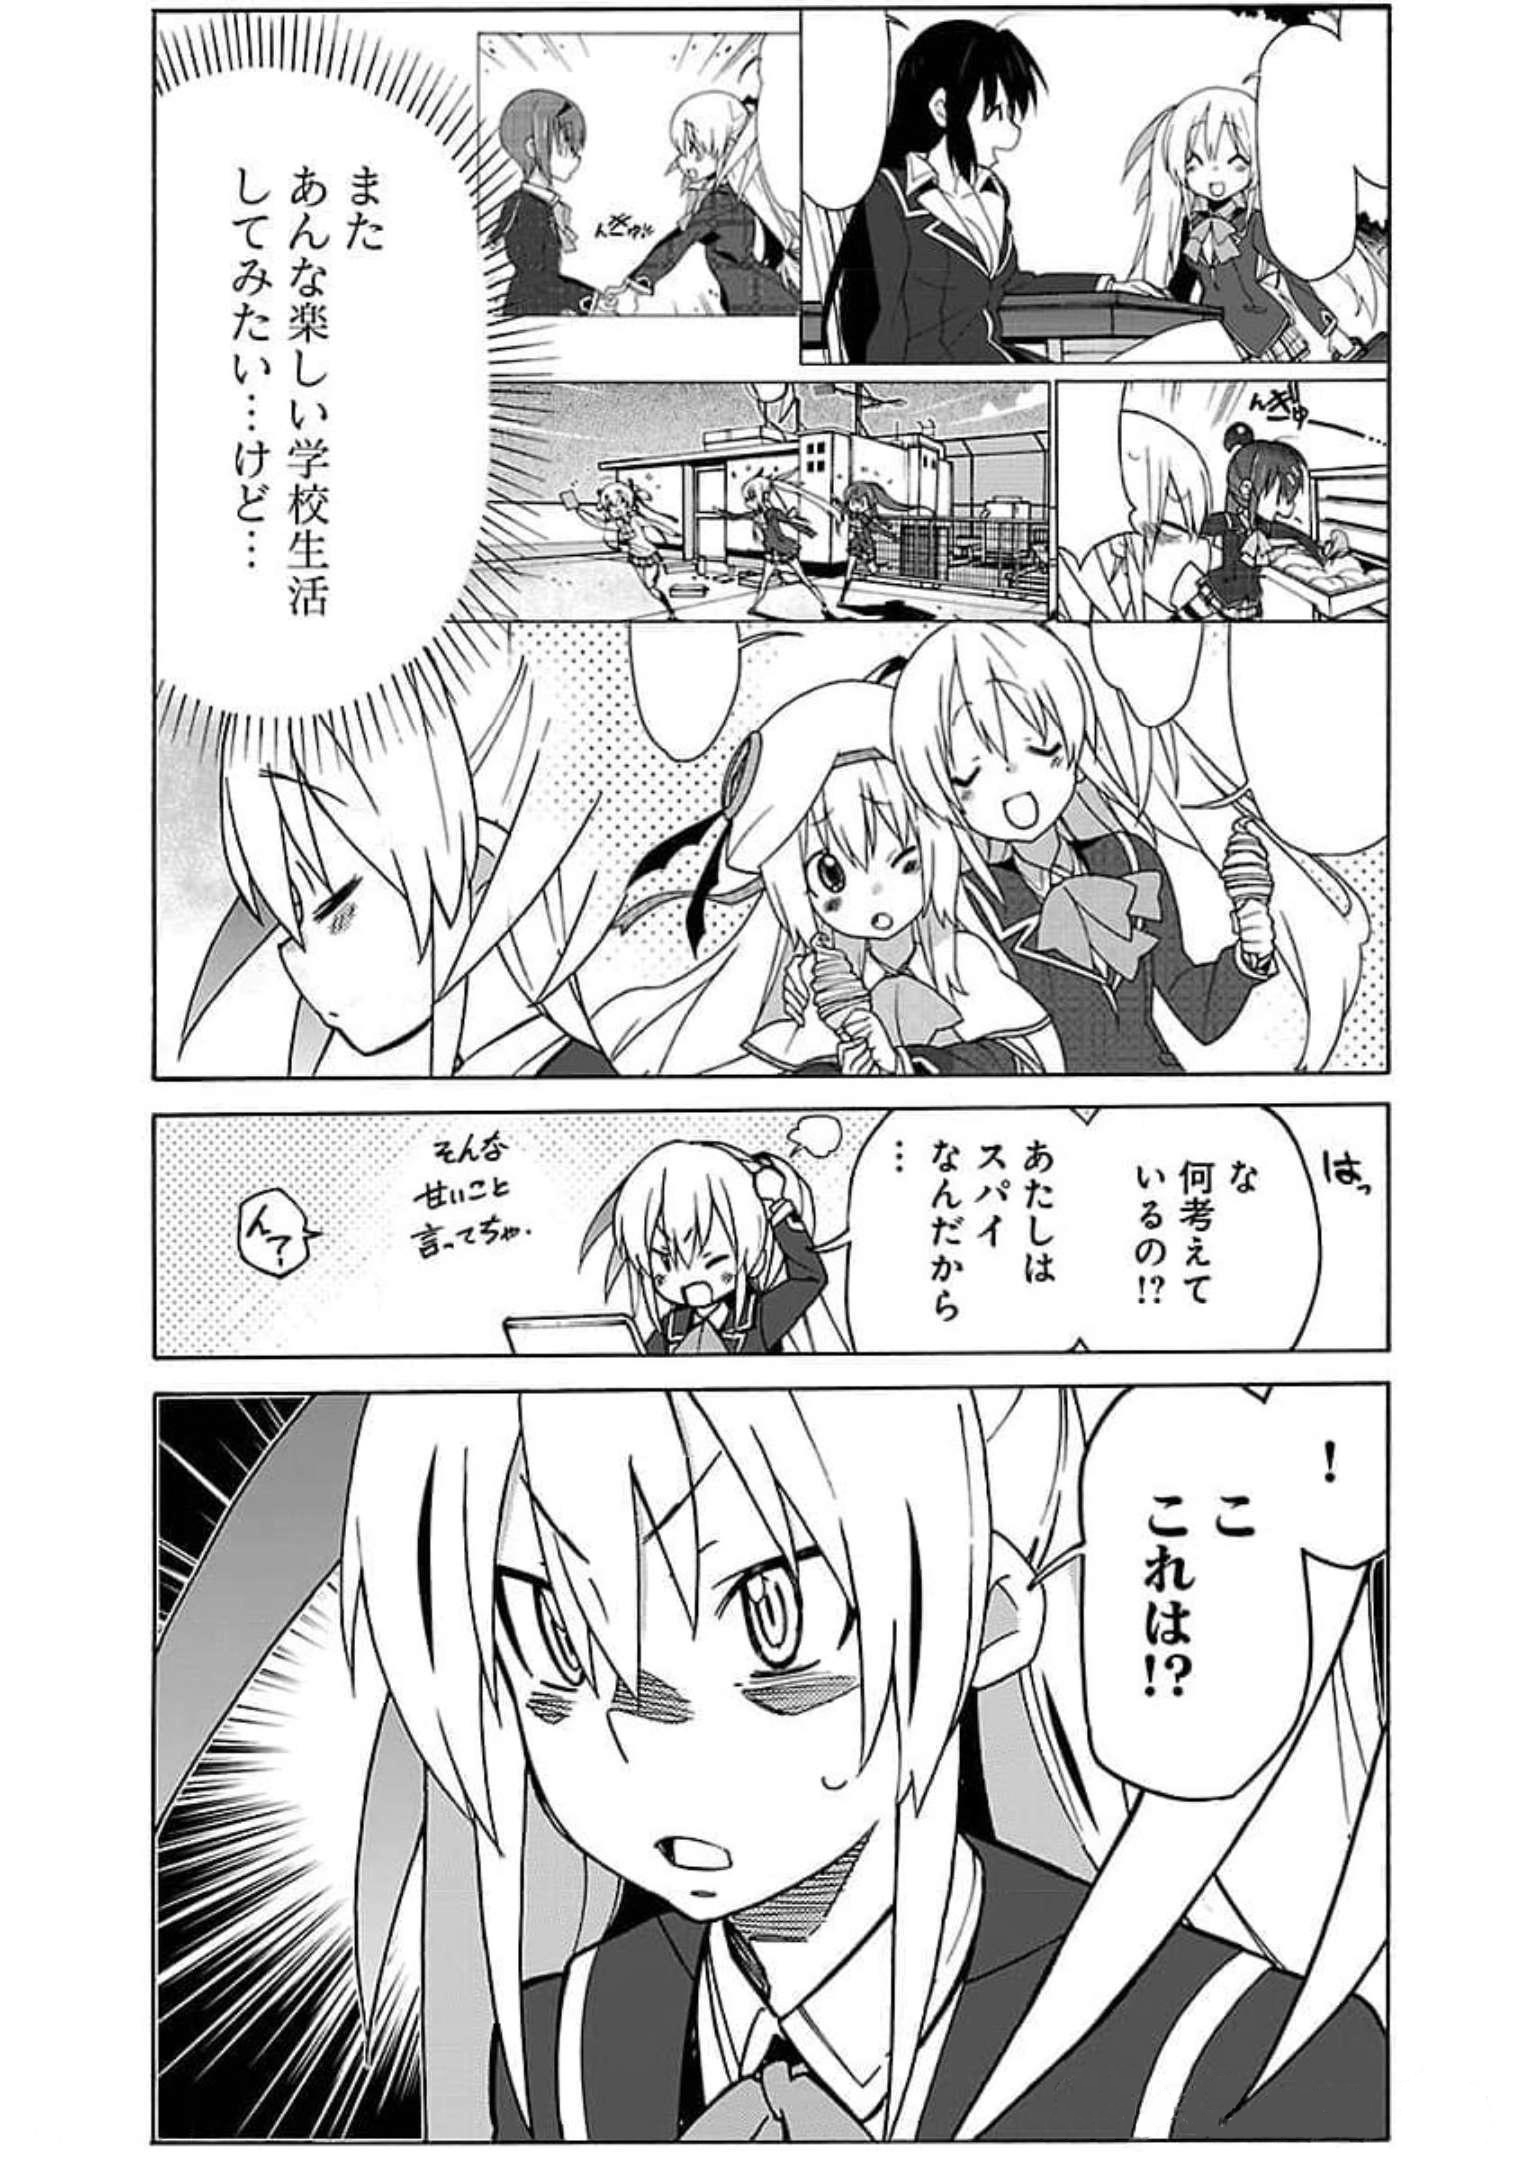 ぎゅ
んぎゅ
また
あんな楽しい学校生活
してみたい…けど…
はっ
な
何考えて
いるの!?
あたしは
スパイ
なんだから
…
そんな
甘いこと
言ってちゃ.
ん?
!
こ
これは!?